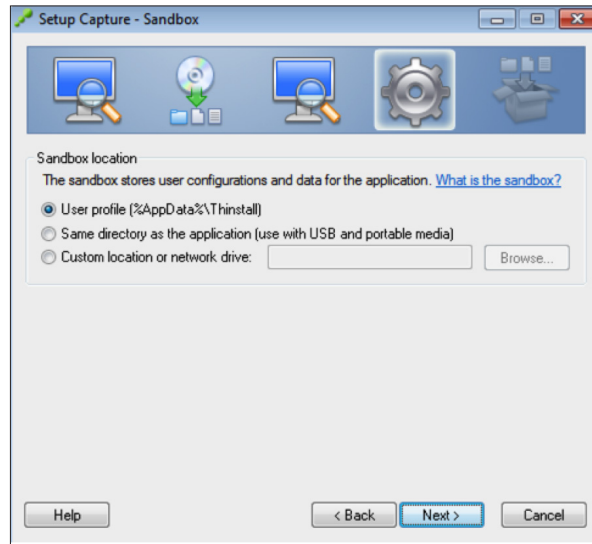 Setup Capture - Sandbox
Sandbox location
The sandbox stores user configurations and data for the application. What is the sandbox?
User profile (%AppData%\Thinstall)
Same directory as the application (use with USB and portable media)
Custom location or network drive: Browse...
Help < Back Next > Cancel